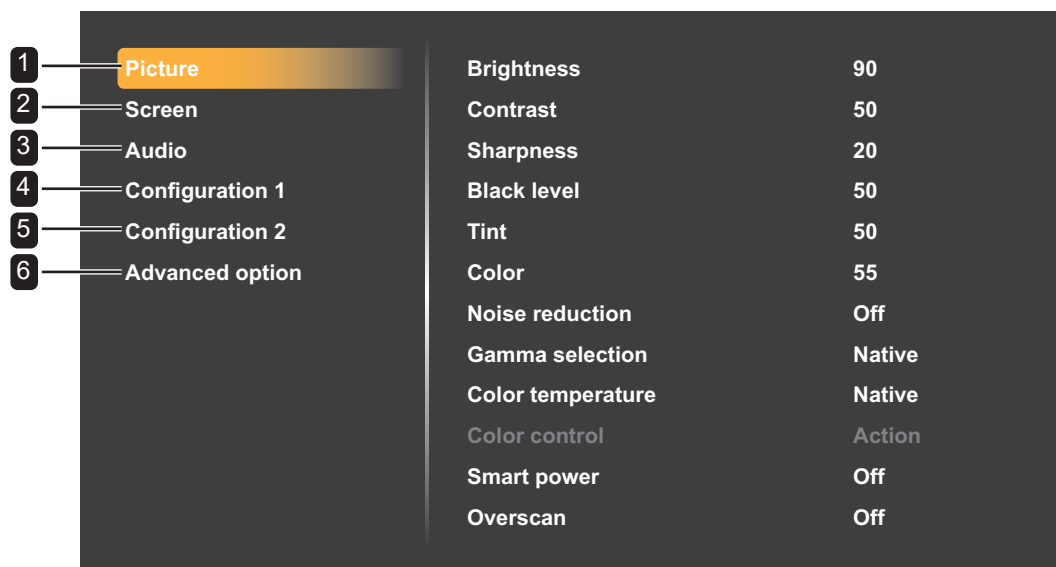 1 Picture Brightness 90
2 Screen Contrast 50
3 Audio Sharpness 20
4 Configuration 1 Black level 50
5 Configuration 2 Tint 50
6 Advanced option Color 55
Noise reduction Off
Gamma selection Native
Color temperature Native
Color control Action
Smart power Off
Overscan Off